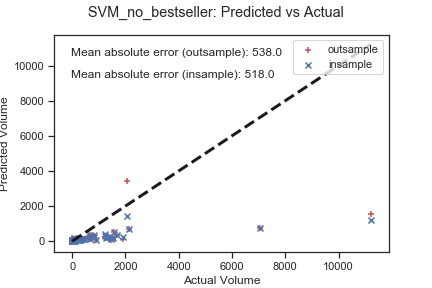 SVM_no_bestseller: Predicted vs Actual
Mean absolute error (outsample): 538.0
Mean absolute error (insample): 518.0
outsample
insample
Predicted Volume
10000
8000
6000
4000
2000
0
0
2000
4000
6000
8000
10000
Actual Volume